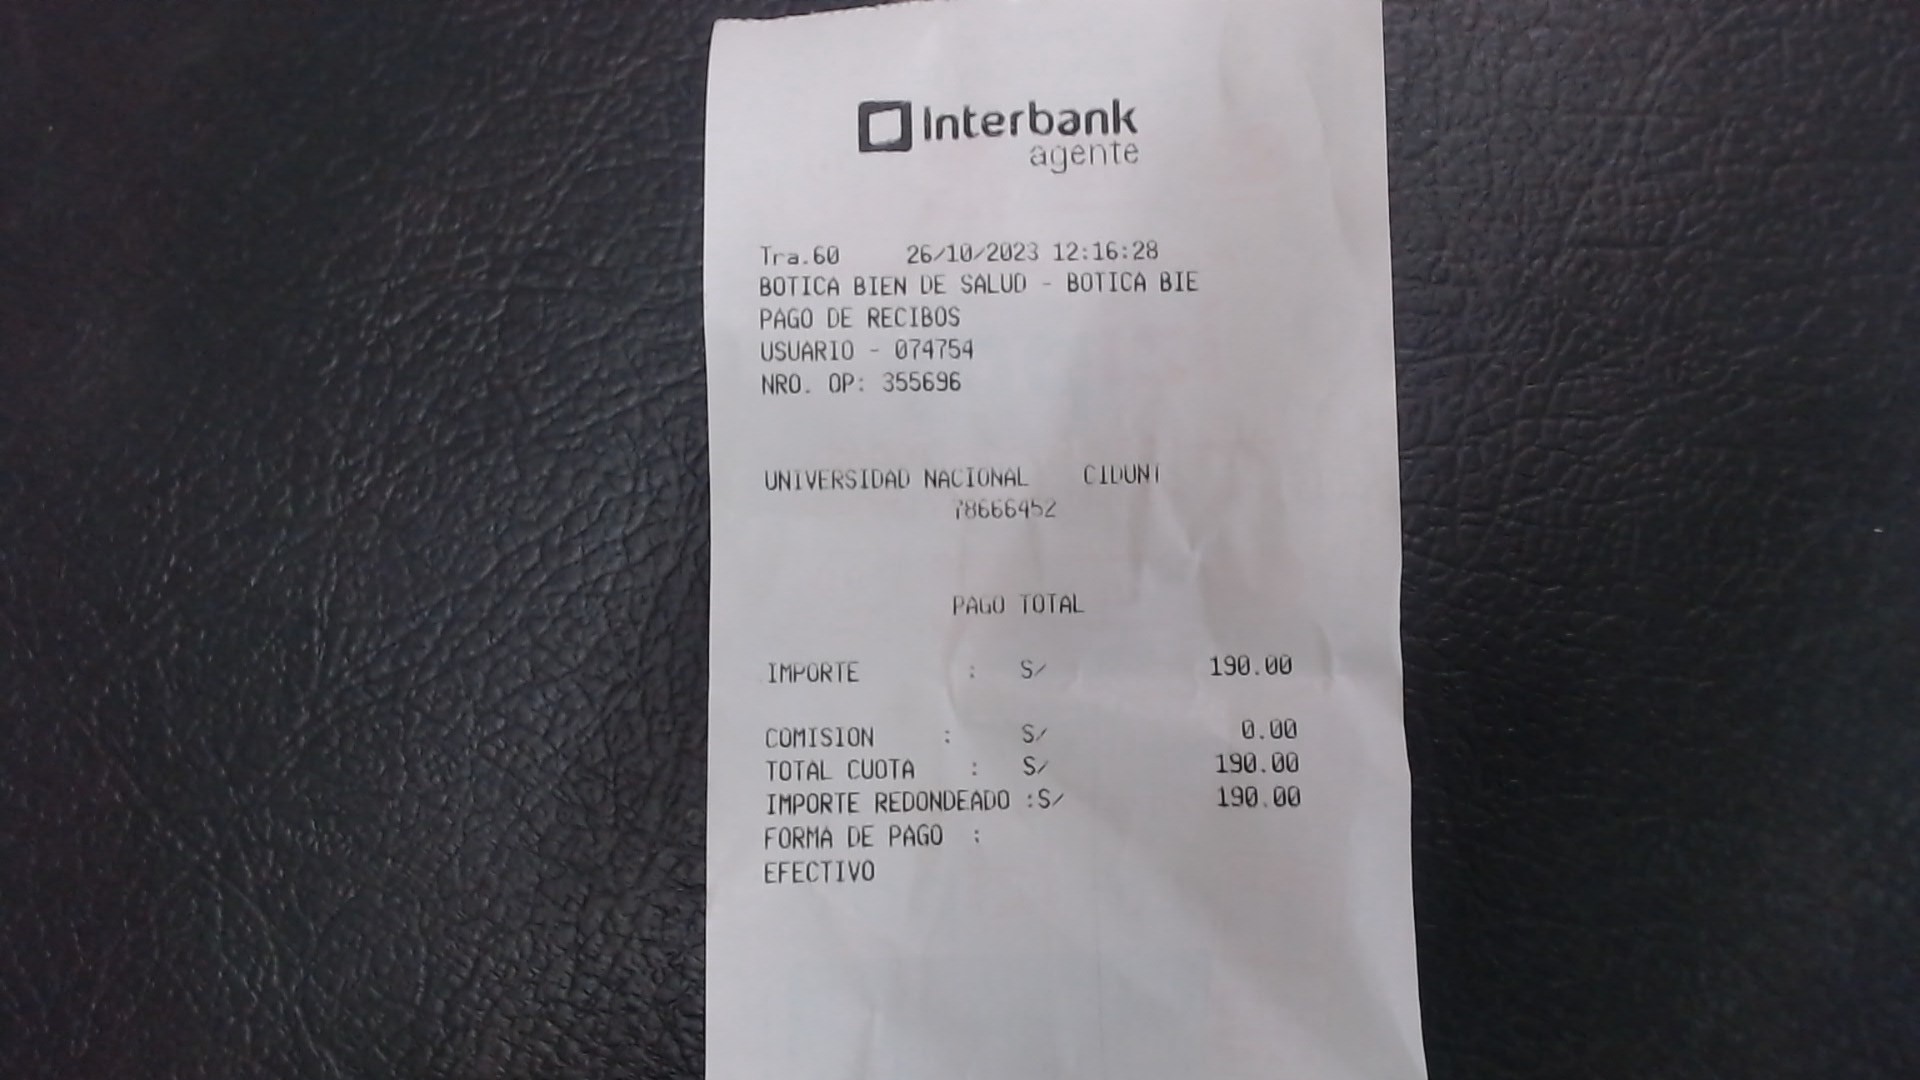 Interbank
agente
Tra.60 26/10/2023 12:16:28
BOTICA BIEN DE SALUD - BOTICA BIE
PAGO DE RECIBOS
USUARIO - 074754
NRO. OP: 355696
UNIVERSIDAD NACIONAL CIDUNI
78666452
PAGO TOTAL
IMPORTE : S/ 190.00
COMISION : S/ 0.00
TOTAL CUOTA : S/ 190.00
IMPORTE REDONDEADO :S/ 190.00
FORMA DE PAGO :
EFECTIVO